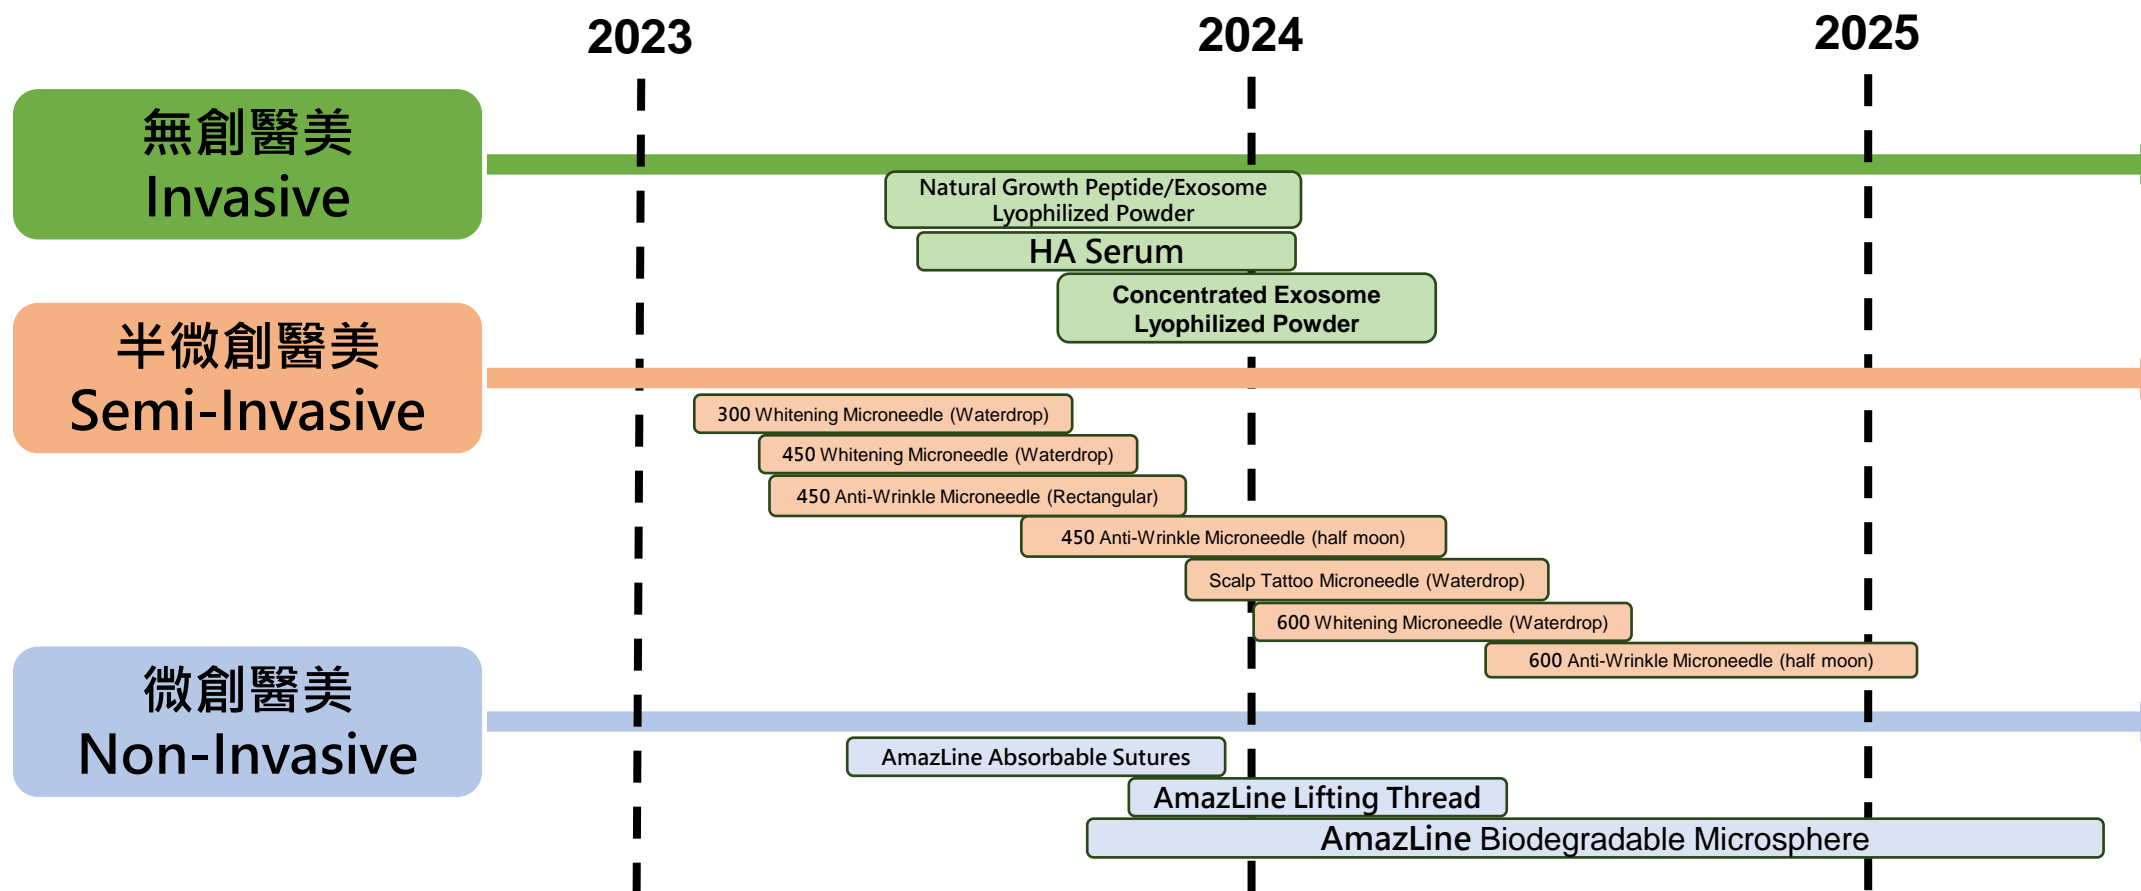 2023
2024
2025
無創醫美
Invasive
Natural Growth Peptide/Exosome
Lyophilized Powder
HA Serum
Concentrated Exosome
Lyophilized Powder
半微創醫美
Semi-Invasive
300 Whitening Microneedle (Waterdrop)
450 Whitening Microneedle (Waterdrop)
450 Anti-Wrinkle Microneedle (Rectangular)
450 Anti-Wrinkle Microneedle (half moon)
Scalp Tattoo Microneedle (Waterdrop)
600 Whitening Microneedle (Waterdrop)
600 Anti-Wrinkle Microneedle (half moon)
微創醫美
Non-Invasive
AmazLine Absorbable Sutures
AmazLine Lifting Thread
AmazLine Biodegradable Microsphere